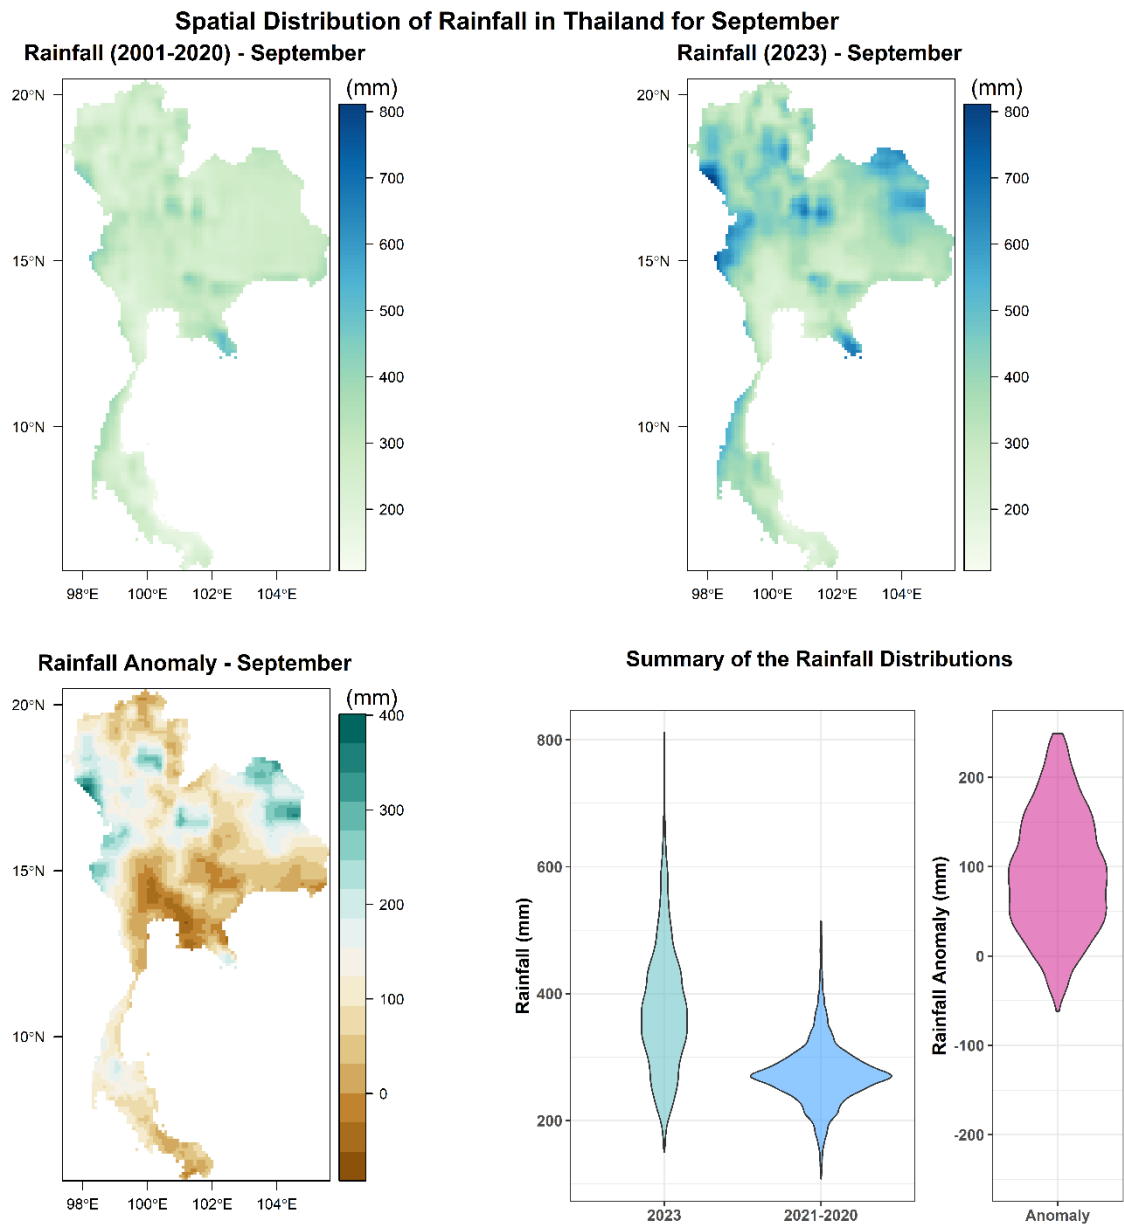 Spatial Distribution of Rainfall in Thailand for September
Rainfall (2001-2020) - September
(mm)
20°N
15°N
10°N
98°E 100°E 102°E 104°E
800
700
600
500
400
300
200
Rainfall (2023) - September
(mm)
20°N
15°N
10°N
98°E 100°E 102°E 104°E
800
700
600
500
400
300
200
Rainfall Anomaly - September
(mm)
20°N
15°N
10°N
98°E 100°E 102°E 104°E
400
300
200
100
0
Summary of the Rainfall Distributions
Rainfall (mm)
800
600
400
200
2023 2021-2020
Rainfall Anomaly (mm)
200
100
0
-100
-200
Anomaly